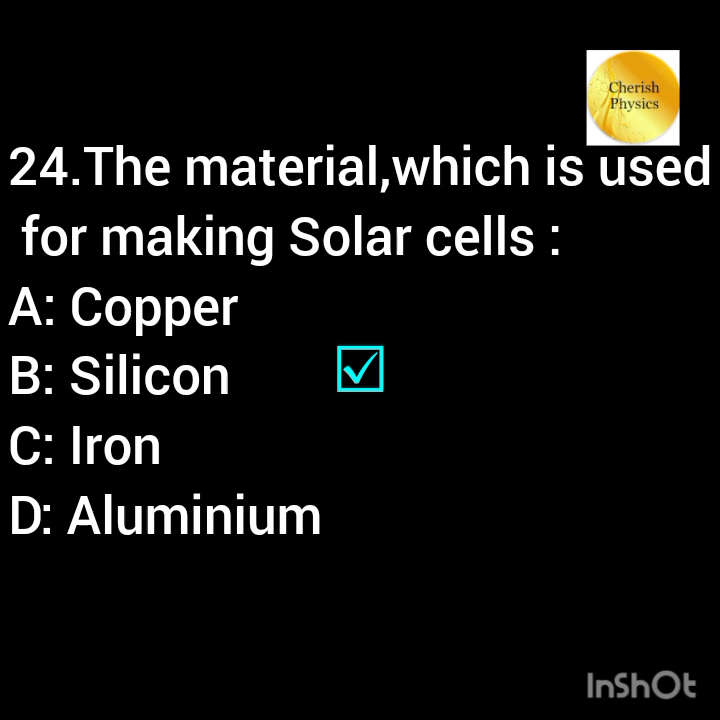 Cherish
Physics
24.The material,which is used
for making Solar cells :
A: Copper
B: Silicon ☑
C: Iron
D: Aluminium
InShOt